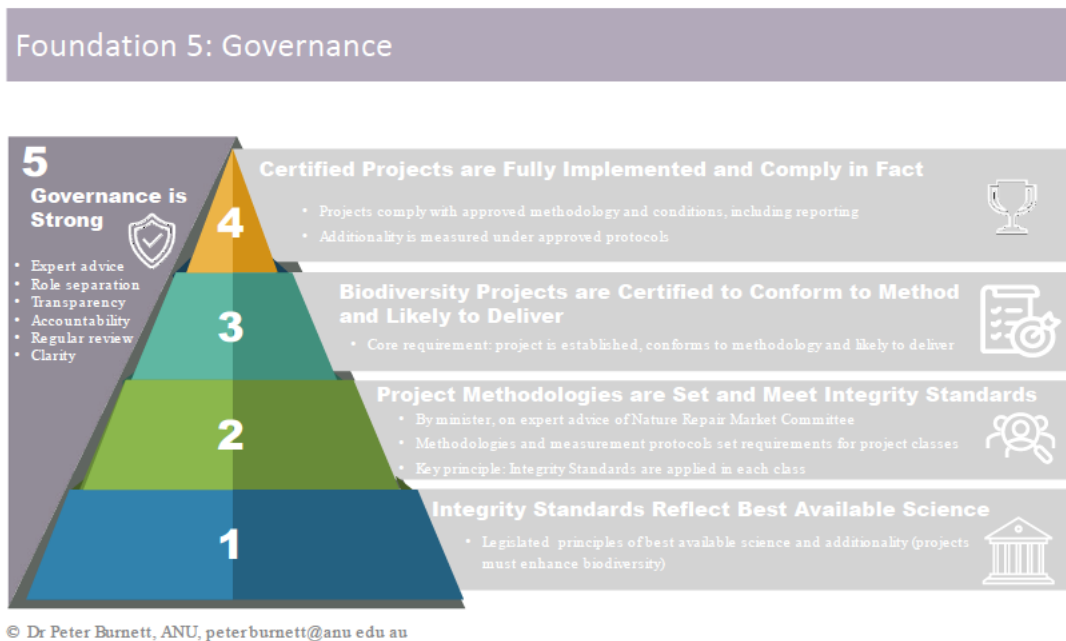 Foundation 5: Governance
5
Governance is
Strong
• Expert advice
• Role separation
• Transparency
• Accountability
• Regular review
• Clarity
4
Certified Projects are Fully Implemented and Comply in Fact
• Projects comply with approved methodology and conditions, including reporting
• Additionality is measured under approved protocols
3
Biodiversity Projects are Certified to Conform to Method
and Likely to Deliver
• Core requirement: project is established, conforms to methodology and likely to deliver
2
Project Methodologies are Set and Meet Integrity Standards
• By minister, on expert advice of Nature Repair Market Committee
• Methodologies and measurement protocols set requirements for project classes
• Key principle: Integrity Standards are applied in each class
1
Integrity Standards Reflect Best Available Science
• Legislated principles of best available science and additionality (projects
must enhance biodiversity)
© Dr Peter Burnett, ANU, peterburnett@anu edu au